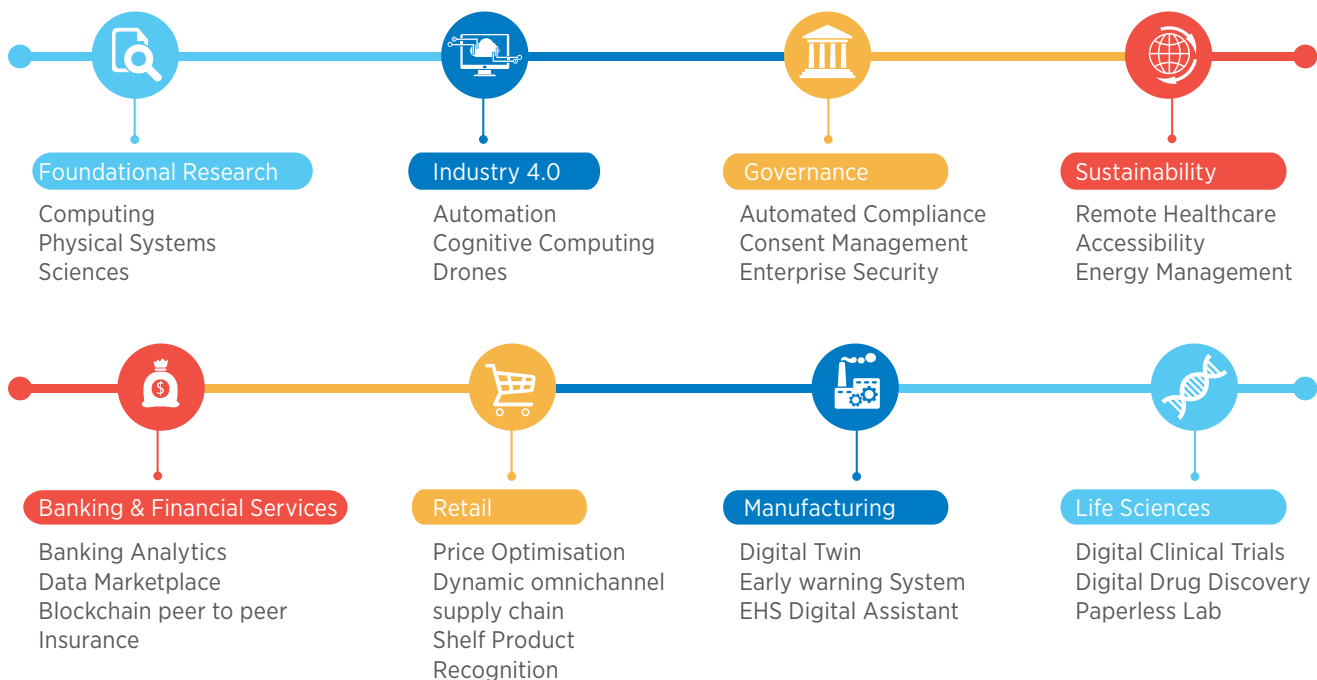 Foundational Research
Computing
Physical Systems
Sciences
Industry 4.0
Automation
Cognitive Computing
Drones
Governance
Automated Compliance
Consent Management
Enterprise Security
Sustainability
Remote Healthcare
Accessibility
Energy Management
$
Banking & Financial Services
Banking Analytics
Data Marketplace
Blockchain peer to peer
Insurance
Retail
Price Optimisation
Dynamic omnichannel
supply chain
Shelf Product
Recognition
Manufacturing
Digital Twin
Early warning System
EHS Digital Assistant
Life Sciences
Digital Clinical Trials
Digital Drug Discovery
Paperless Lab